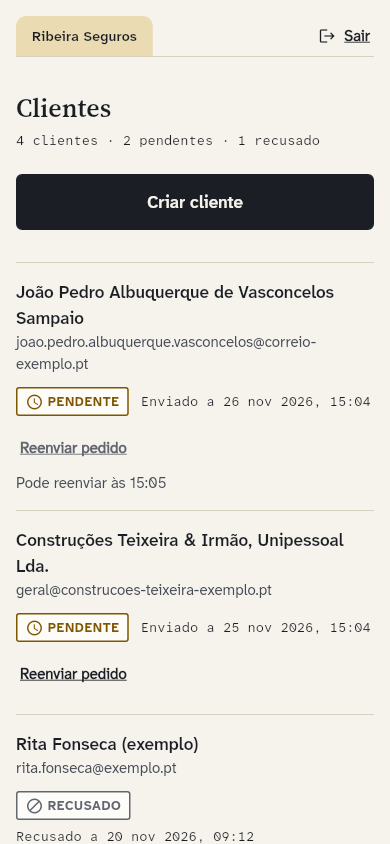 Ribeira Seguros
Sair
Clientes
4 clientes · 2 pendentes · 1 recusado
Criar cliente
João Pedro Albuquerque de Vasconcelos
Sampaio
joao.pedro.albuquerque.vasconcelos@correio-
exemplo.pt
PENDENTE Enviado a 26 nov 2026, 15:04
Reenviar pedido
Pode reenviar às 15:05
Construções Teixeira & Irmão, Unipessoal
Lda.
geral@construcoes-teixeira-exemplo.pt
PENDENTE Enviado a 25 nov 2026, 15:04
Reenviar pedido
Rita Fonseca (exemplo)
rita.fonseca@exemplo.pt
RECUSADO
Recusado a 20 nov 2026, 09:12